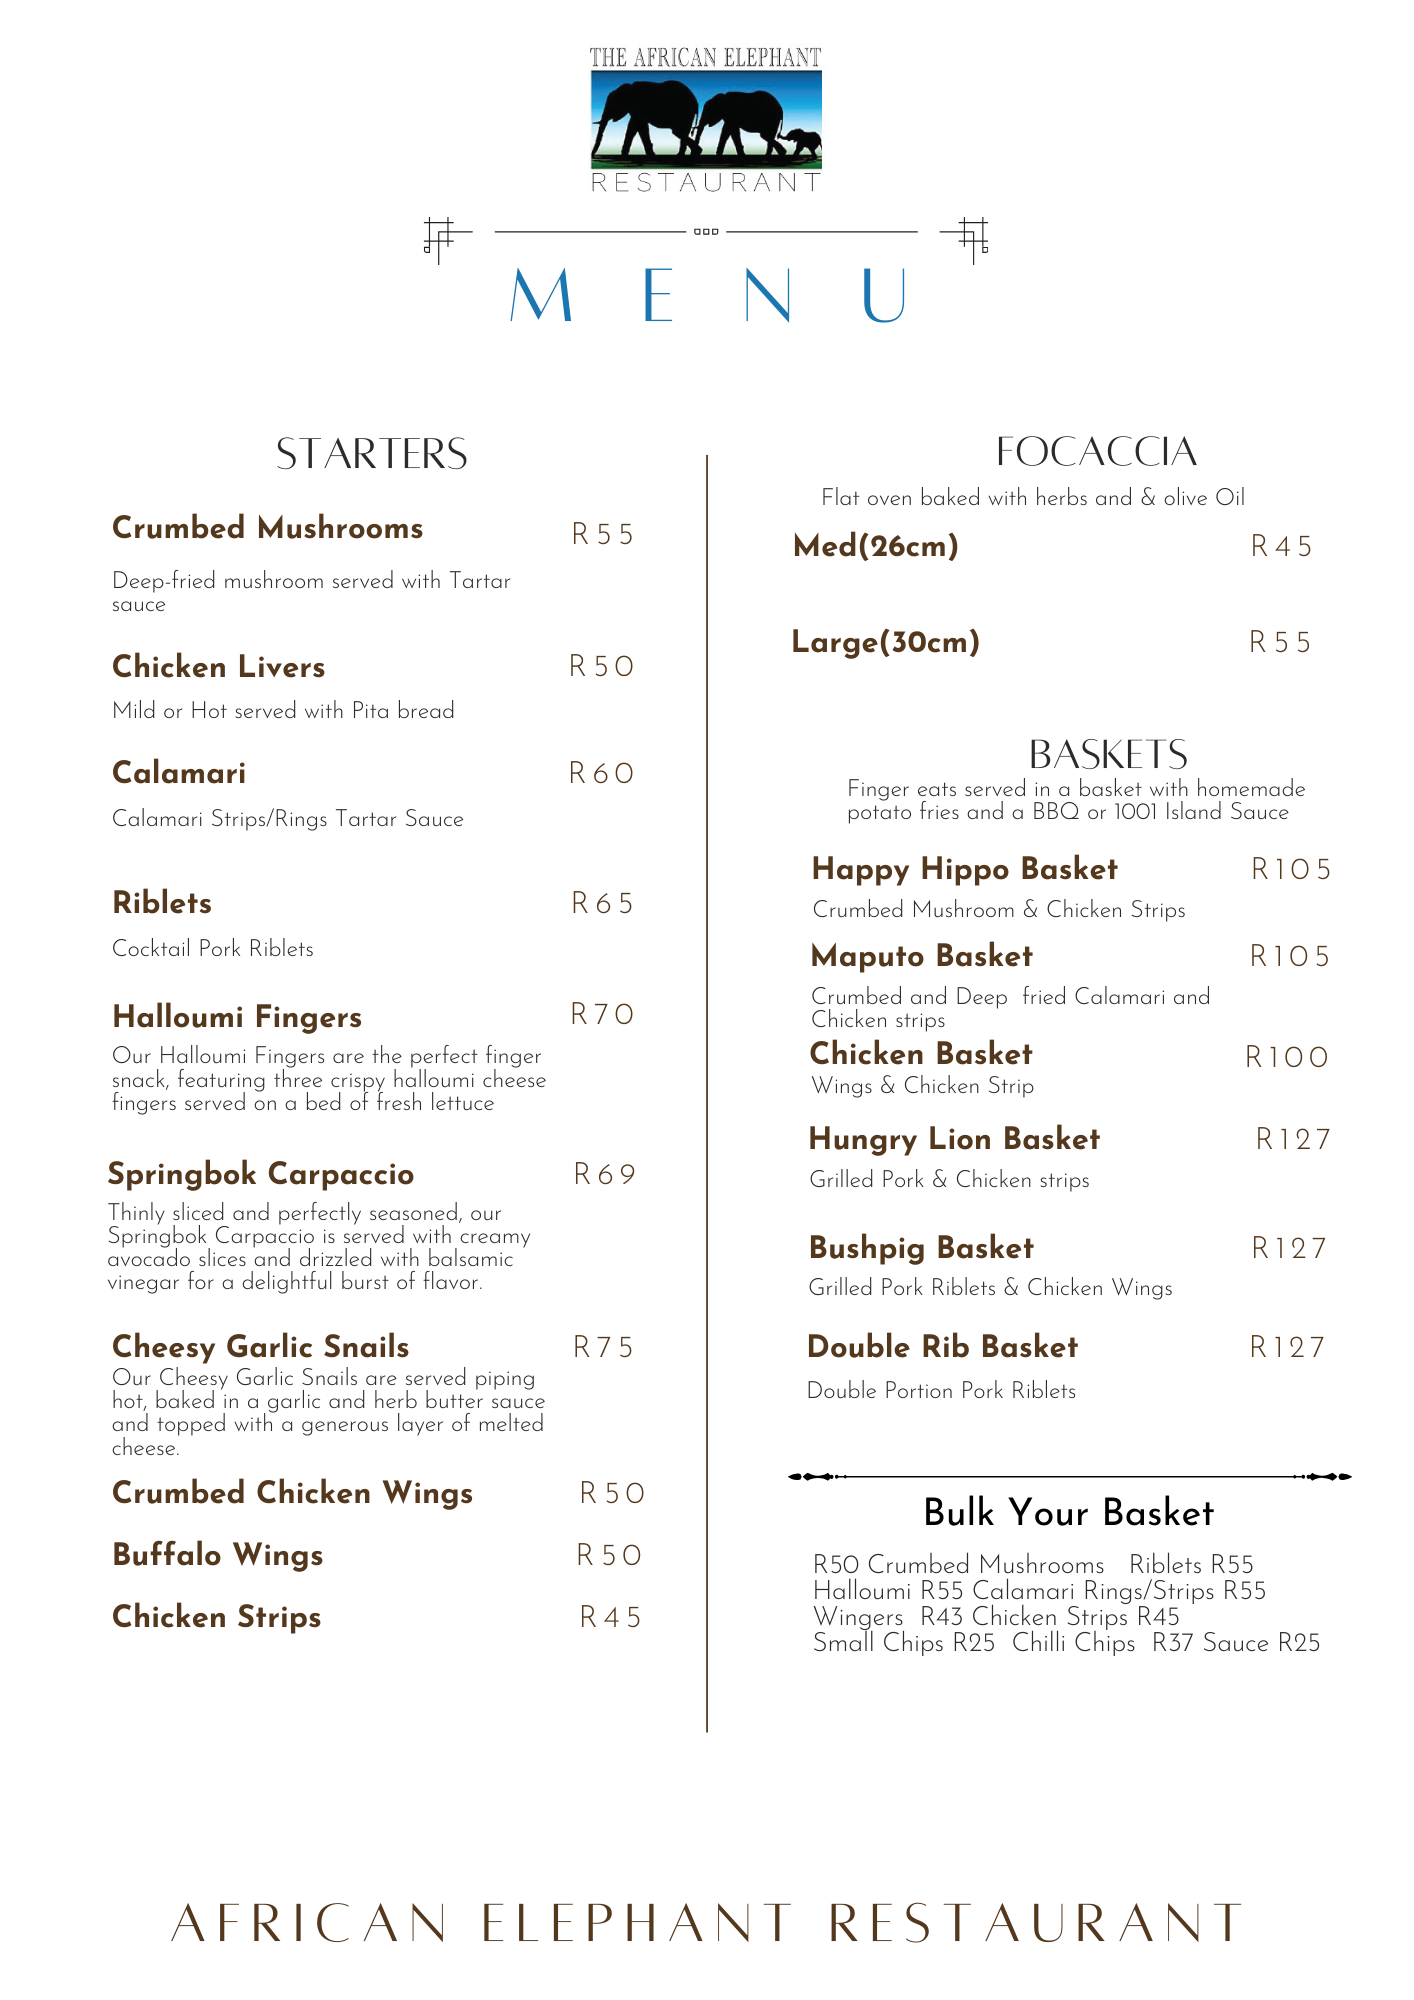 THE AFRICAN ELEPHANT
RESTAURANT
MENU
STARTERS
Crumbed Mushrooms R55
Deep-fried mushroom served with Tartar
sauce
Chicken Livers R50
Mild or Hot served with Pita bread
Calamari R60
Calamari Strips/Rings Tartar Sauce
Riblets R65
Cocktail Pork Riblets
Halloumi Fingers R70
Our Halloumi Fingers are the perfect finger
snack, featuring three crispy halloumi cheese
fingers served on a bed of fresh lettuce
Springbok Carpaccio R69
Thinly sliced and perfectly seasoned, our
Springbok Carpaccio is served with creamy
avocado slices and drizzled with balsamic
vinegar for a delightful burst of flavor.
Cheesy Garlic Snails R75
Our Cheesy Garlic Snails are served piping
hot, baked in a garlic and herb butter sauce
and topped with a generous layer of melted
cheese.
Crumbed Chicken Wings R50
Buffalo Wings R50
Chicken Strips R45
FOCACCIA
Flat oven baked with herbs and & olive Oil
Med(26cm) R45
Large(30cm) R55
BASKETS
Finger eats served in a basket with homemade
potato fries and a BBQ or 1001 Island Sauce
Happy Hippo Basket R105
Crumbed Mushroom & Chicken Strips
Maputo Basket R105
Crumbed and Deep fried Calamari and
Chicken strips
Chicken Basket R100
Wings & Chicken Strip
Hungry Lion Basket R127
Grilled Pork & Chicken strips
Bushpig Basket R127
Grilled Pork Riblets & Chicken Wings
Double Rib Basket R127
Double Portion Pork Riblets
Bulk Your Basket
R50 Crumbed Mushrooms Riblets R55
Halloumi R55 Calamari Rings/Strips R55
Wingers R43 Chicken Strips R45
Small Chips R25 Chilli Chips R37 Sauce R25
AFRICAN ELEPHANT RESTAURANT